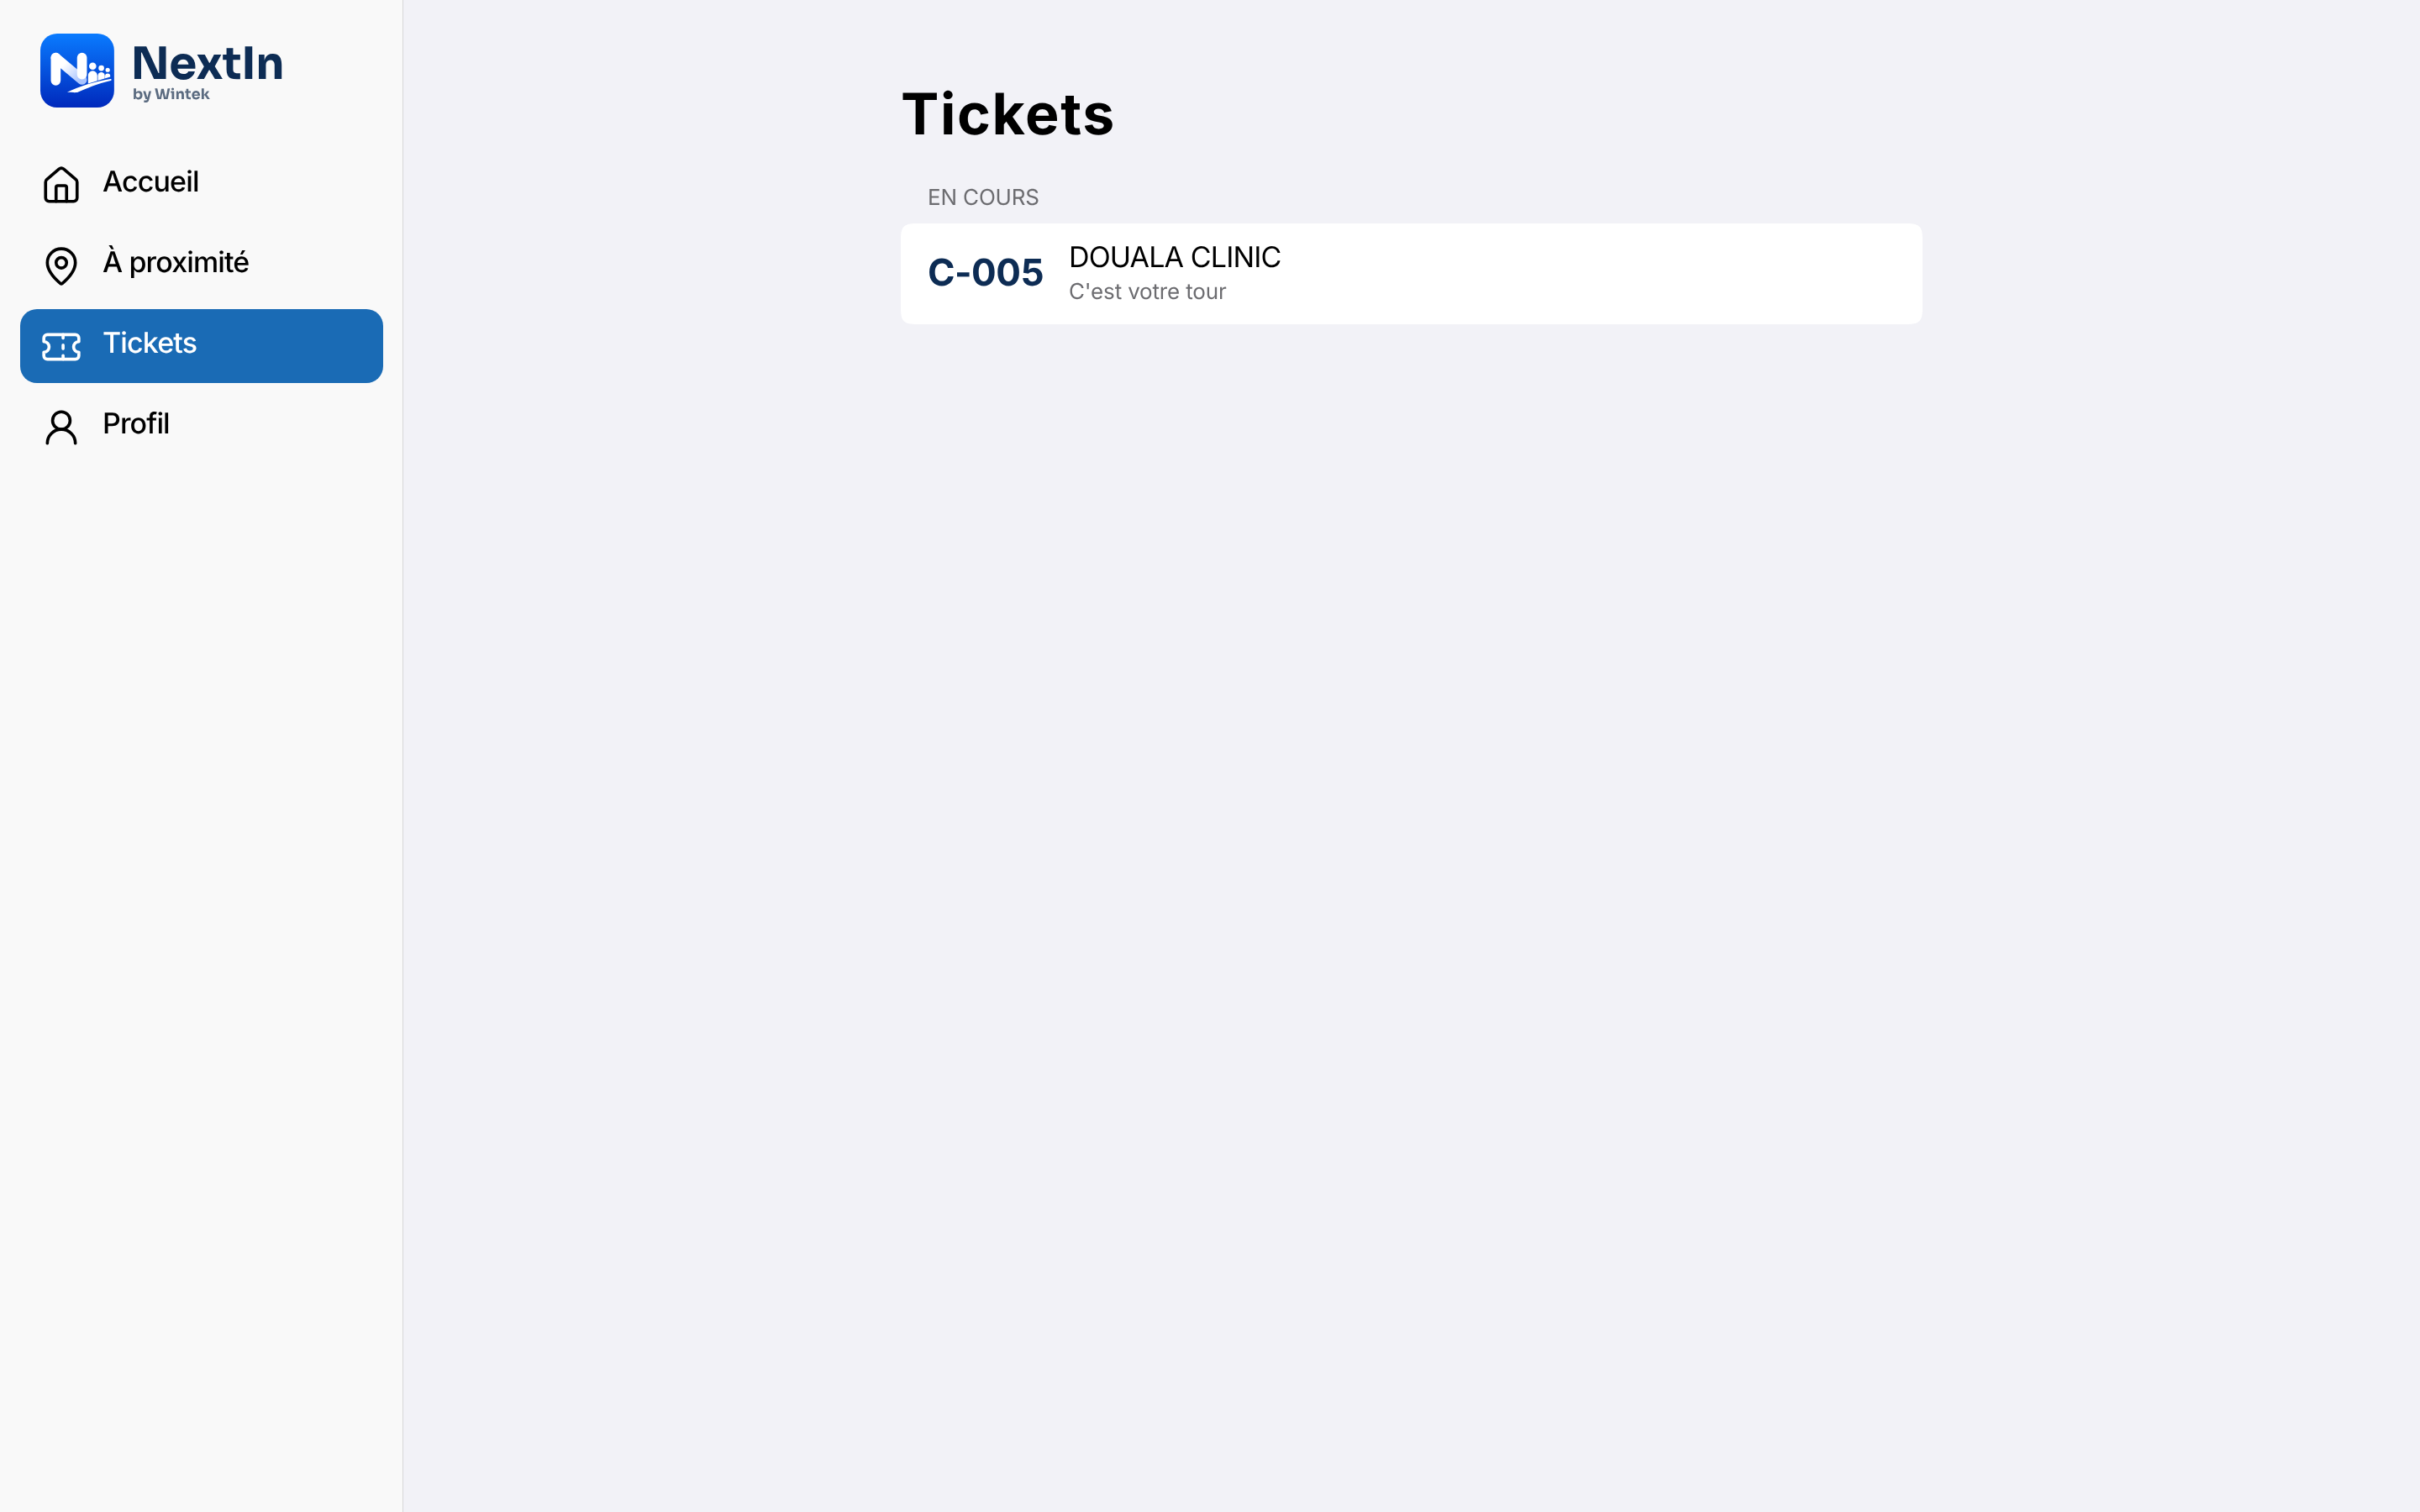 NextIn
by Wintek
Accueil
À proximité
Tickets
Profil
Tickets
EN COURS
C-005
DOUALA CLINIC
C'est votre tour